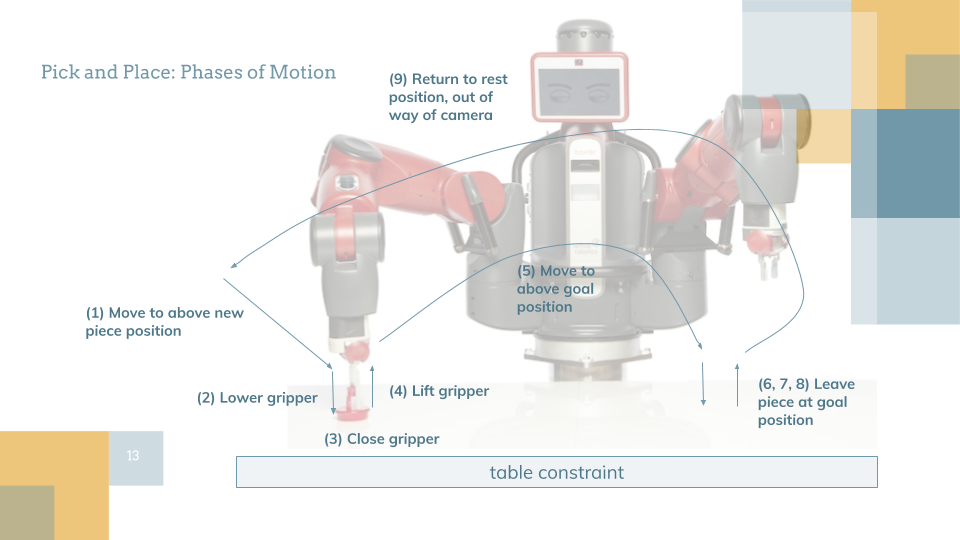 Pick and Place: Phases of Motion
(9) Return to rest
position, out of
way of camera
(5) Move to
above goal
position
(1) Move to above new
piece position
(2) Lower gripper
(4) Lift gripper
(6, 7, 8) Leave
piece at goal
position
(3) Close gripper
13
table constraint